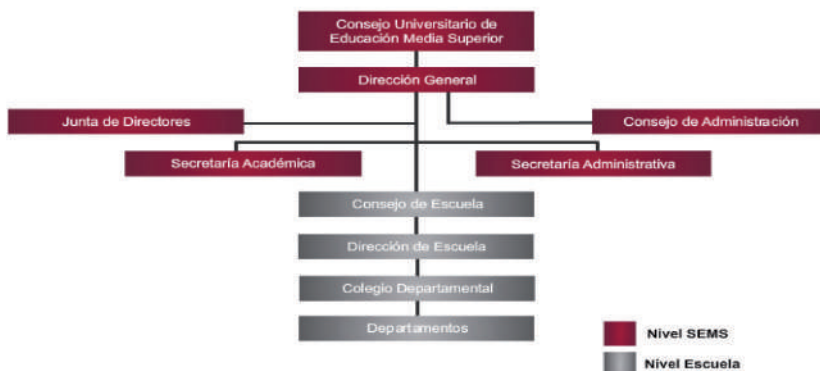 Consejo Universitario de
Educación Media Superior
Dirección General
Junta de Directores
Consejo de Administración
Secretaría Académica
Secretaría Administrativa
Consejo de Escuela
Dirección de Escuela
Colegio Departamental
Departamentos
Nivel SEMS
Nivel Escuela